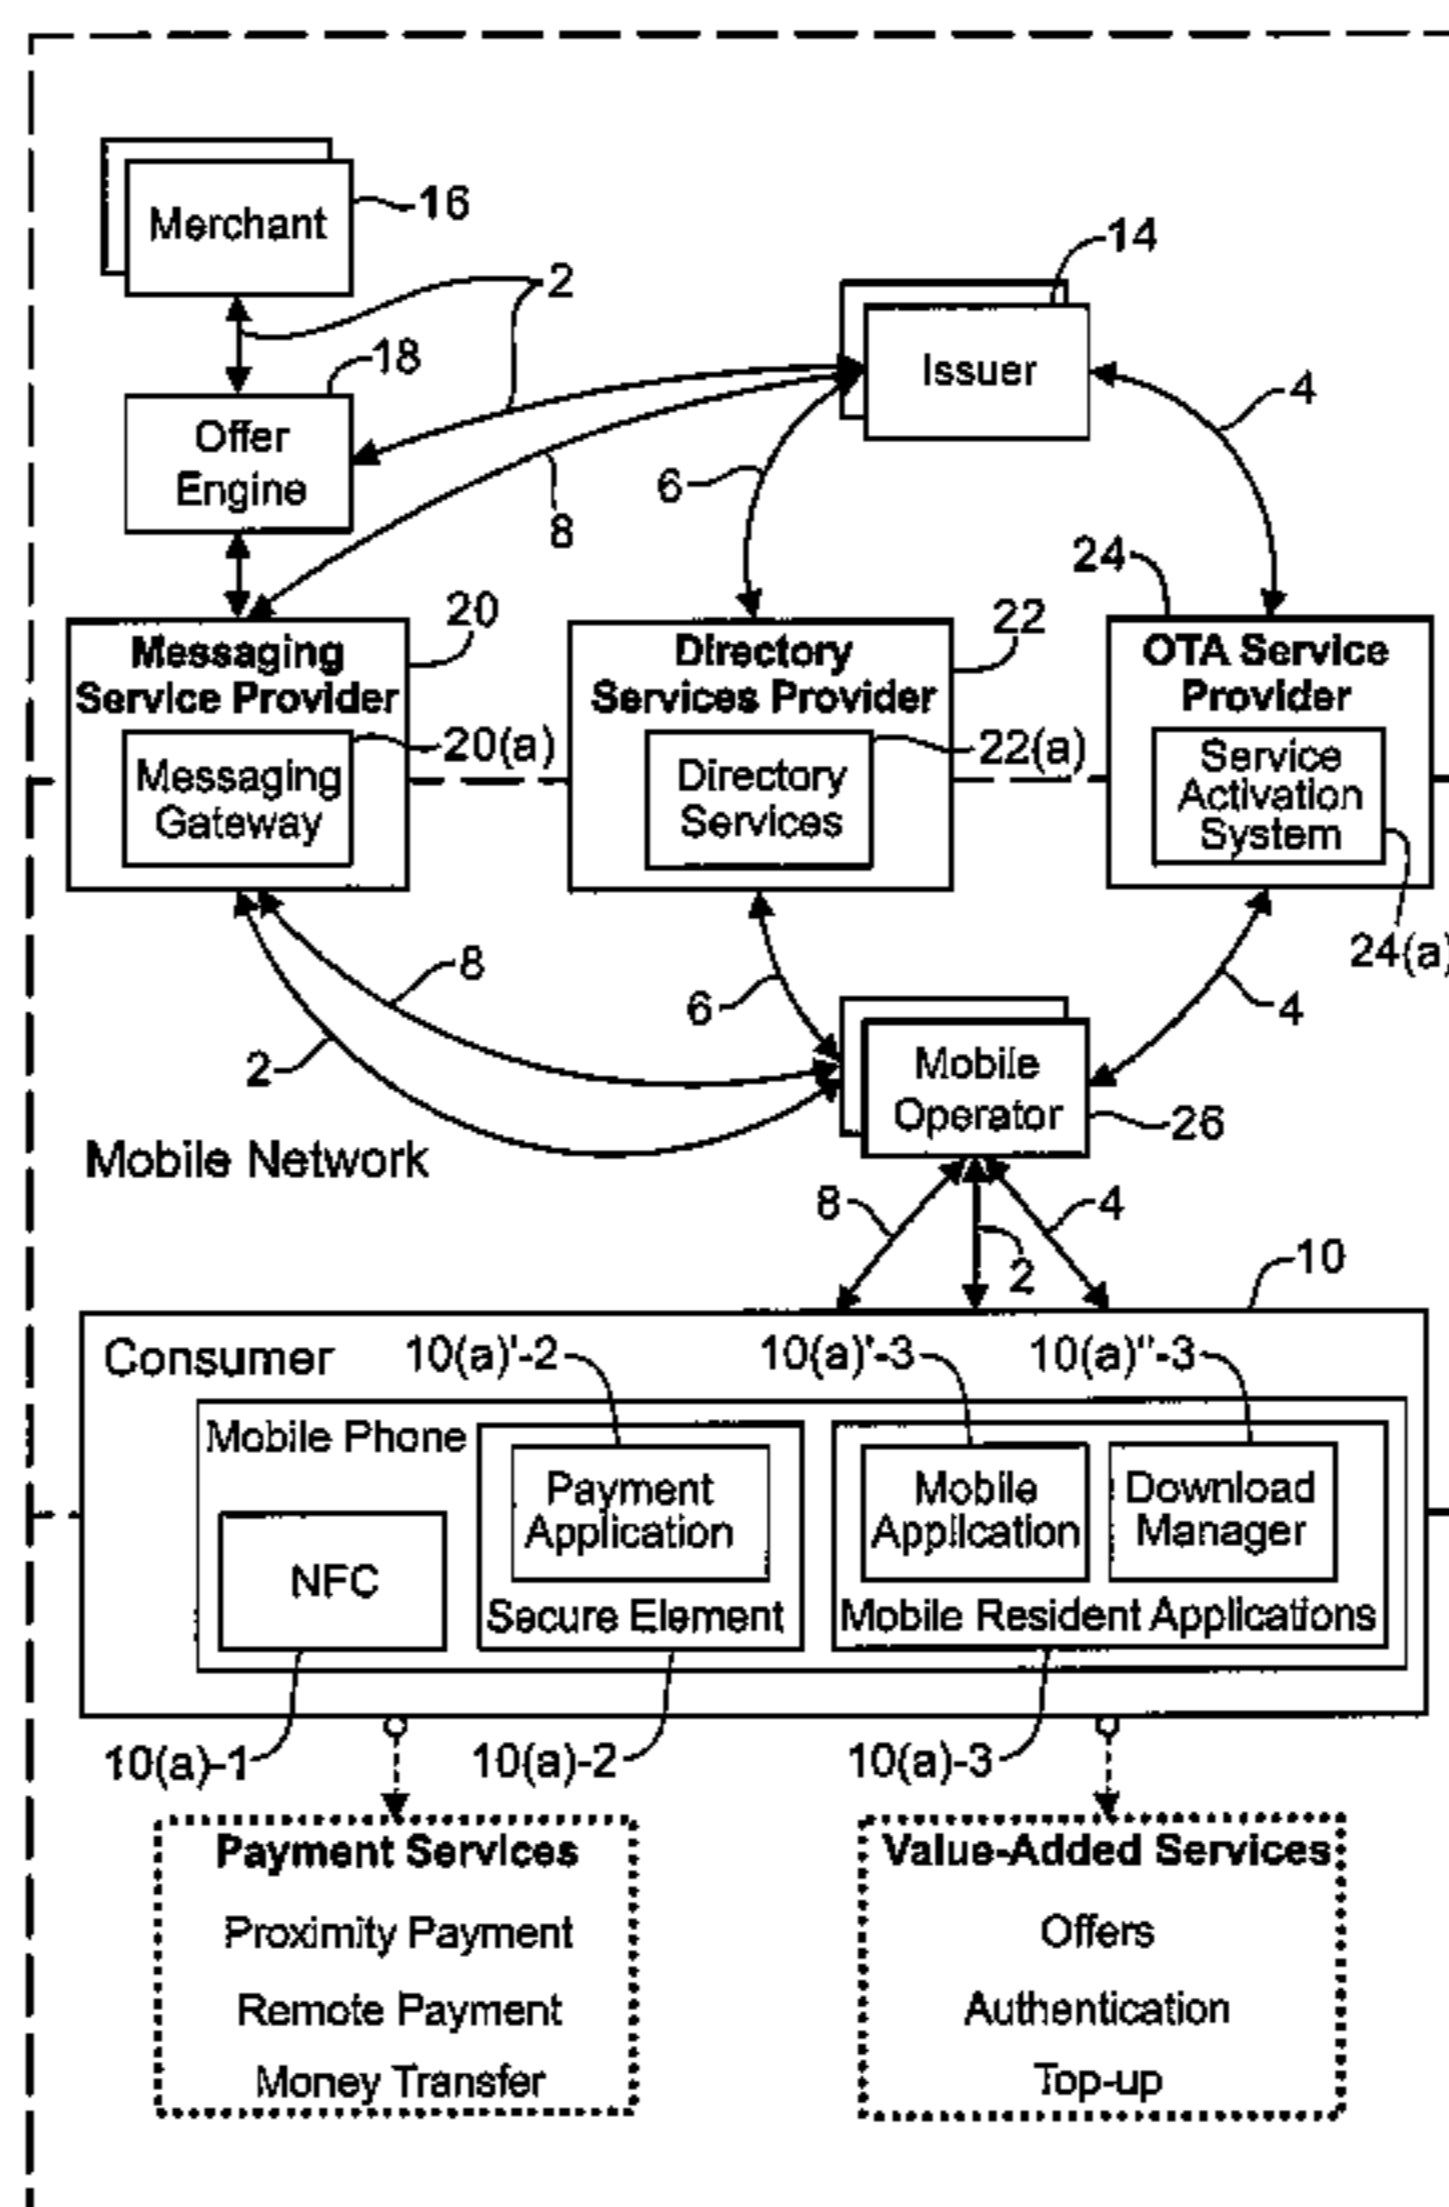 Merchant
16
2
14
18
Issuer
Offer
Engine
4
6
8
24
20
22
Messaging
Service Provider
Directory
Services Provider
OTA Service
Provider
20(a)
22(a)
Messaging
Gateway
Directory
Services
Service
Activation
System
24(a)
8
6
4
2
Mobile
Operator
26
Mobile Network
8
4
2
10
Consumer
10(a)'-2
10(a)'-3
10(a)"-3
Mobile Phone
Payment
Application
Mobile
Application
Download
Manager
NFC
Secure Element
Mobile Resident Applications
10(a)-1
10(a)-2
10(a)-3
Payment Services
Proximity Payment
Remote Payment
Money Transfer
Value-Added Services
Offers
Authentication
Top-up